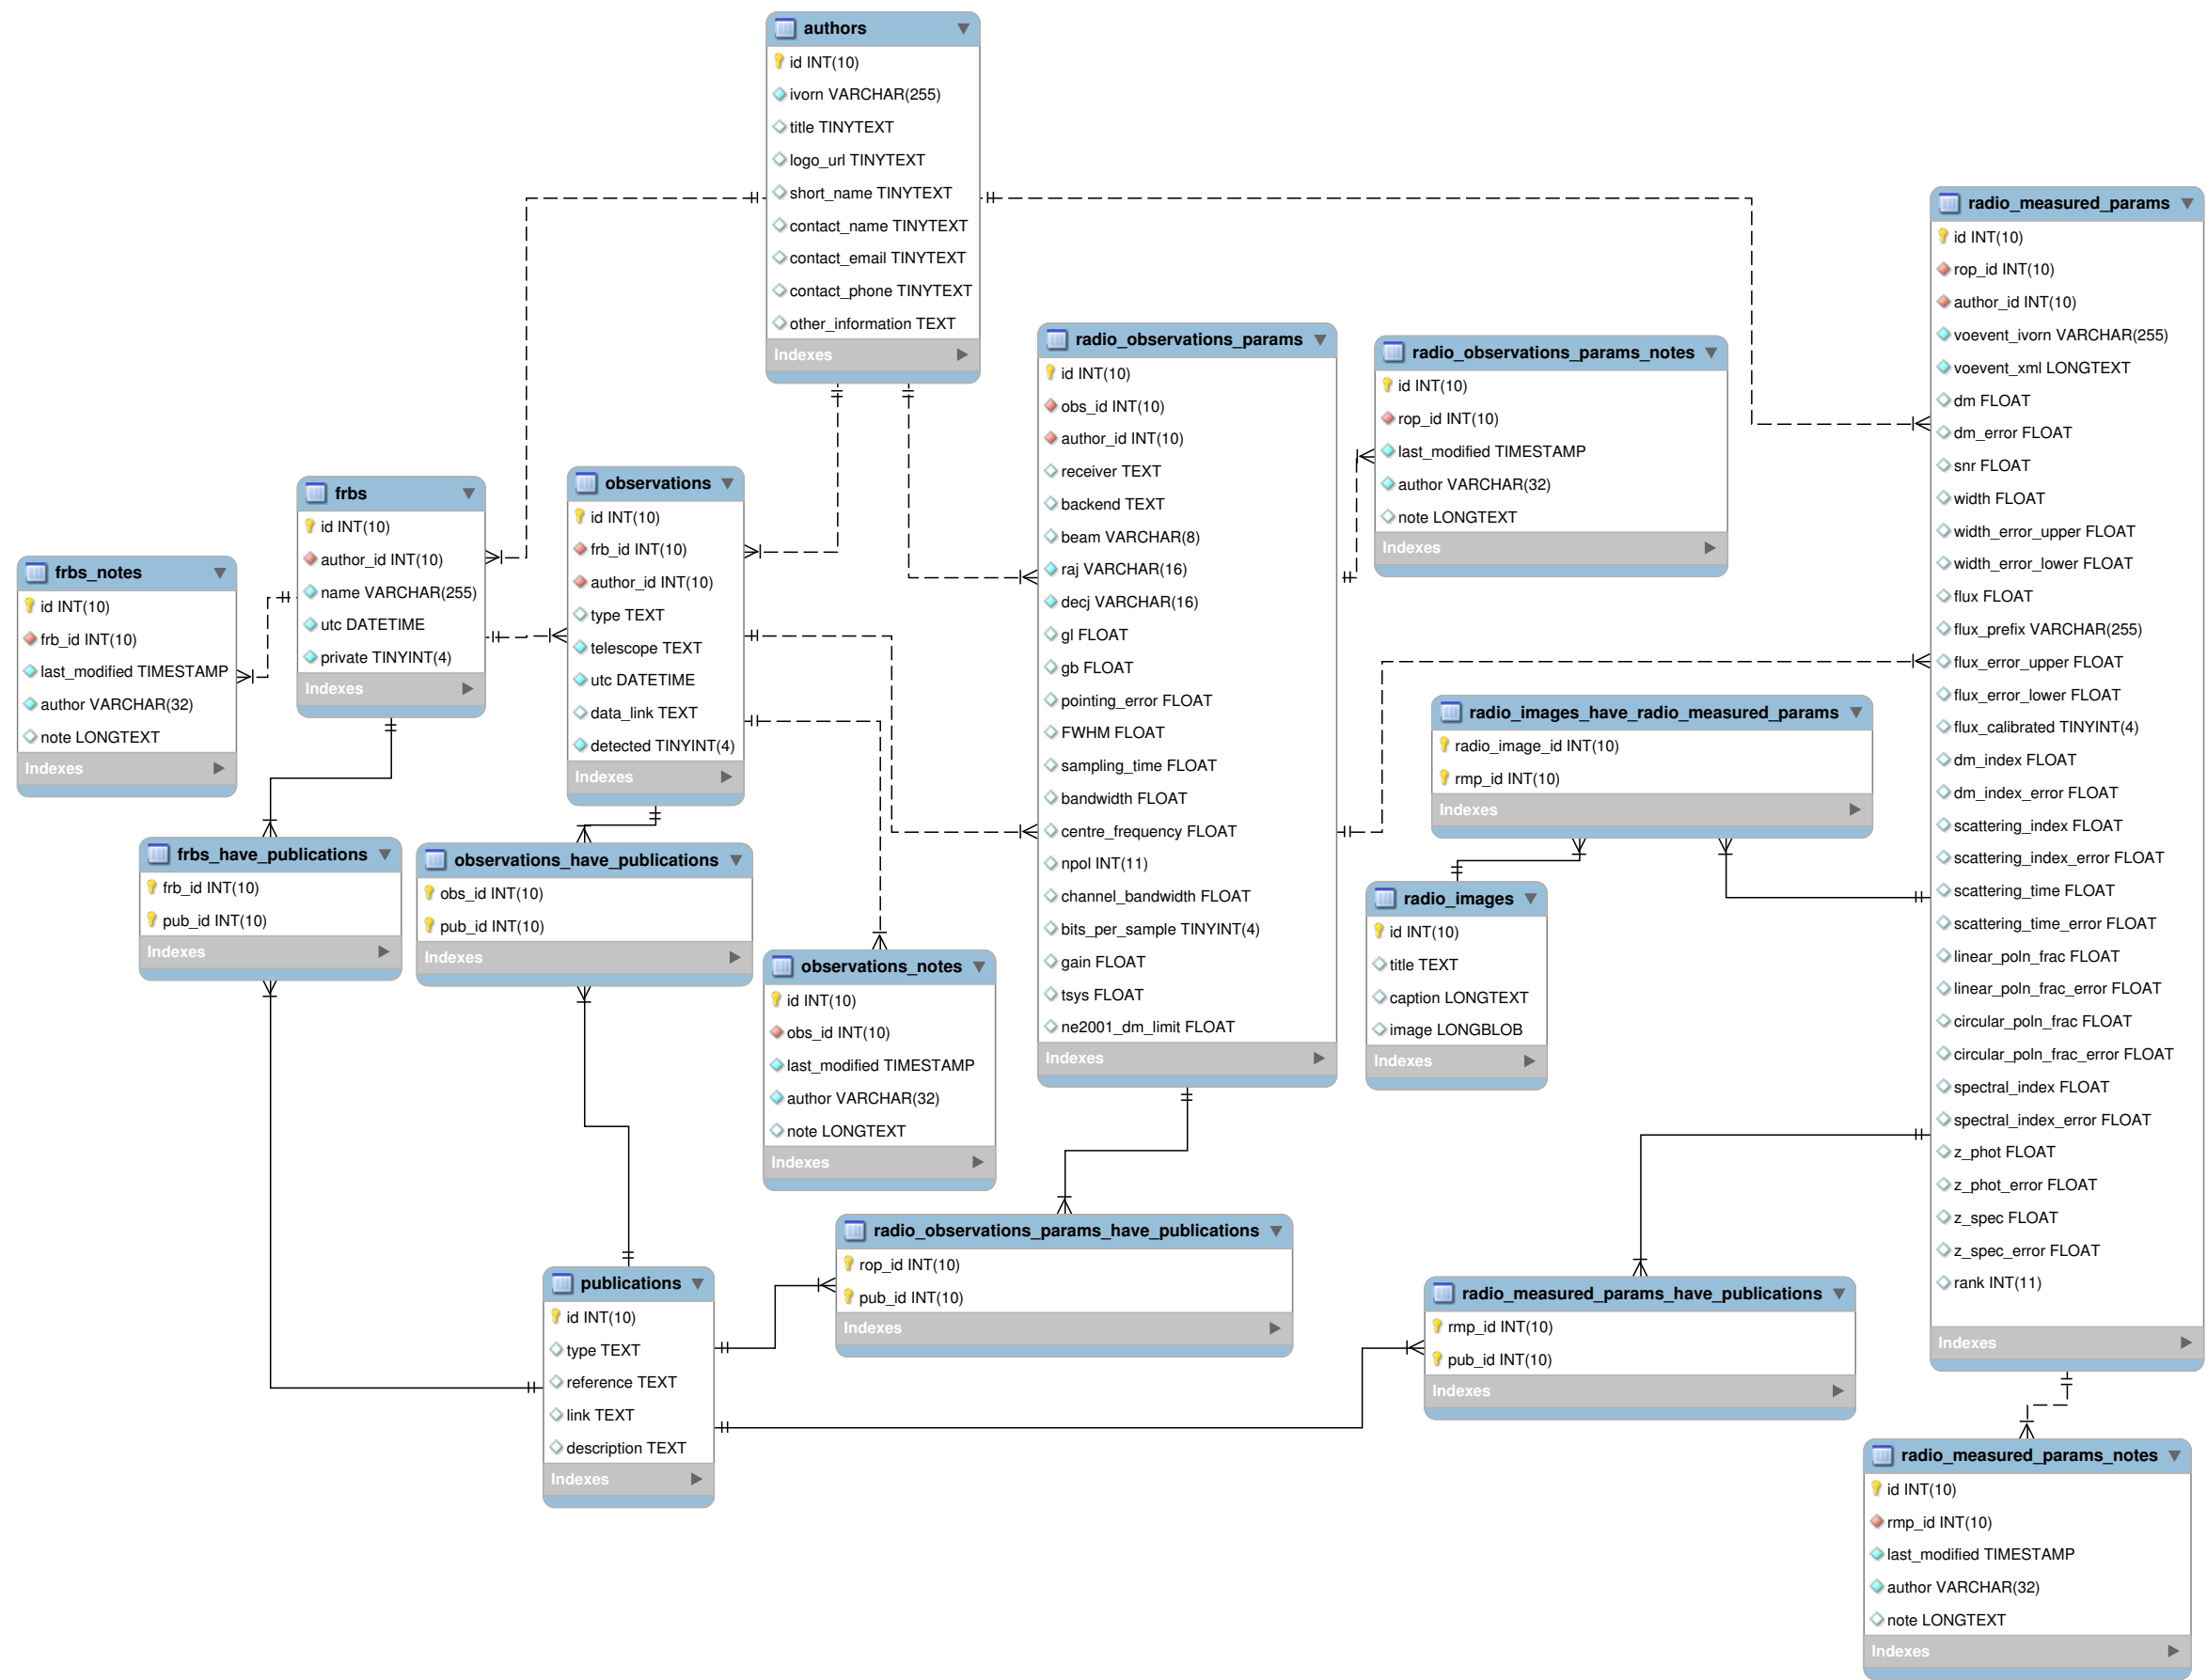 authors
id INT(10)
ivorn VARCHAR(255)
title TINYTEXT
logo_url TINYTEXT
short_name TINYTEXT
contact_name TINYTEXT
contact_email TINYTEXT
contact_phone TINYTEXT
other_information TEXT
Indexes
frbs_notes
id INT(10)
frb_id INT(10)
last_modified TIMESTAMP
author VARCHAR(32)
note LONGTEXT
Indexes
frbs
id INT(10)
author_id INT(10)
name VARCHAR(255)
utc DATETIME
private TINYINT(4)
Indexes
observations
id INT(10)
frb_id INT(10)
author_id INT(10)
type TEXT
telescope TEXT
utc DATETIME
data_link TEXT
detected TINYINT(4)
Indexes
radio_observations_params
id INT(10)
obs_id INT(10)
author_id INT(10)
receiver TEXT
backend TEXT
beam VARCHAR(8)
raj VARCHAR(16)
decj VARCHAR(16)
gl FLOAT
gb FLOAT
pointing_error FLOAT
FWHM FLOAT
sampling_time FLOAT
bandwidth FLOAT
centre_frequency FLOAT
npol INT(11)
channel_bandwidth FLOAT
bits_per_sample TINYINT(4)
gain FLOAT
tsys FLOAT
ne2001_dm_limit FLOAT
Indexes
radio_observations_params_notes
id INT(10)
rop_id INT(10)
last_modified TIMESTAMP
author VARCHAR(32)
note LONGTEXT
Indexes
radio_measured_params
id INT(10)
rop_id INT(10)
author_id INT(10)
voevent_ivorn VARCHAR(255)
voevent_xml LONGTEXT
dm FLOAT
dm_error FLOAT
snr FLOAT
width FLOAT
width_error_upper FLOAT
width_error_lower FLOAT
flux FLOAT
flux_prefix VARCHAR(255)
flux_error_upper FLOAT
flux_error_lower FLOAT
flux_calibrated TINYINT(4)
dm_index FLOAT
dm_index_error FLOAT
scattering_index FLOAT
scattering_index_error FLOAT
scattering_time FLOAT
scattering_time_error FLOAT
linear_poln_frac FLOAT
linear_poln_frac_error FLOAT
circular_poln_frac FLOAT
circular_poln_frac_error FLOAT
spectral_index FLOAT
spectral_index_error FLOAT
z_phot FLOAT
z_phot_error FLOAT
z_spec FLOAT
z_spec_error FLOAT
rank INT(11)
Indexes
radio_images_have_radio_measured_params
radio_image_id INT(10)
rmp_id INT(10)
Indexes
radio_images
id INT(10)
title TEXT
caption LONGTEXT
image LONGBLOB
Indexes
frbs_have_publications
frb_id INT(10)
pub_id INT(10)
Indexes
observations_have_publications
obs_id INT(10)
pub_id INT(10)
Indexes
observations_notes
id INT(10)
obs_id INT(10)
last_modified TIMESTAMP
author VARCHAR(32)
note LONGTEXT
Indexes
publications
id INT(10)
type TEXT
reference TEXT
link TEXT
description TEXT
Indexes
radio_observations_params_have_publications
rop_id INT(10)
pub_id INT(10)
Indexes
radio_measured_params_have_publications
rmp_id INT(10)
pub_id INT(10)
Indexes
radio_measured_params_notes
id INT(10)
rmp_id INT(10)
last_modified TIMESTAMP
author VARCHAR(32)
note LONGTEXT
Indexes